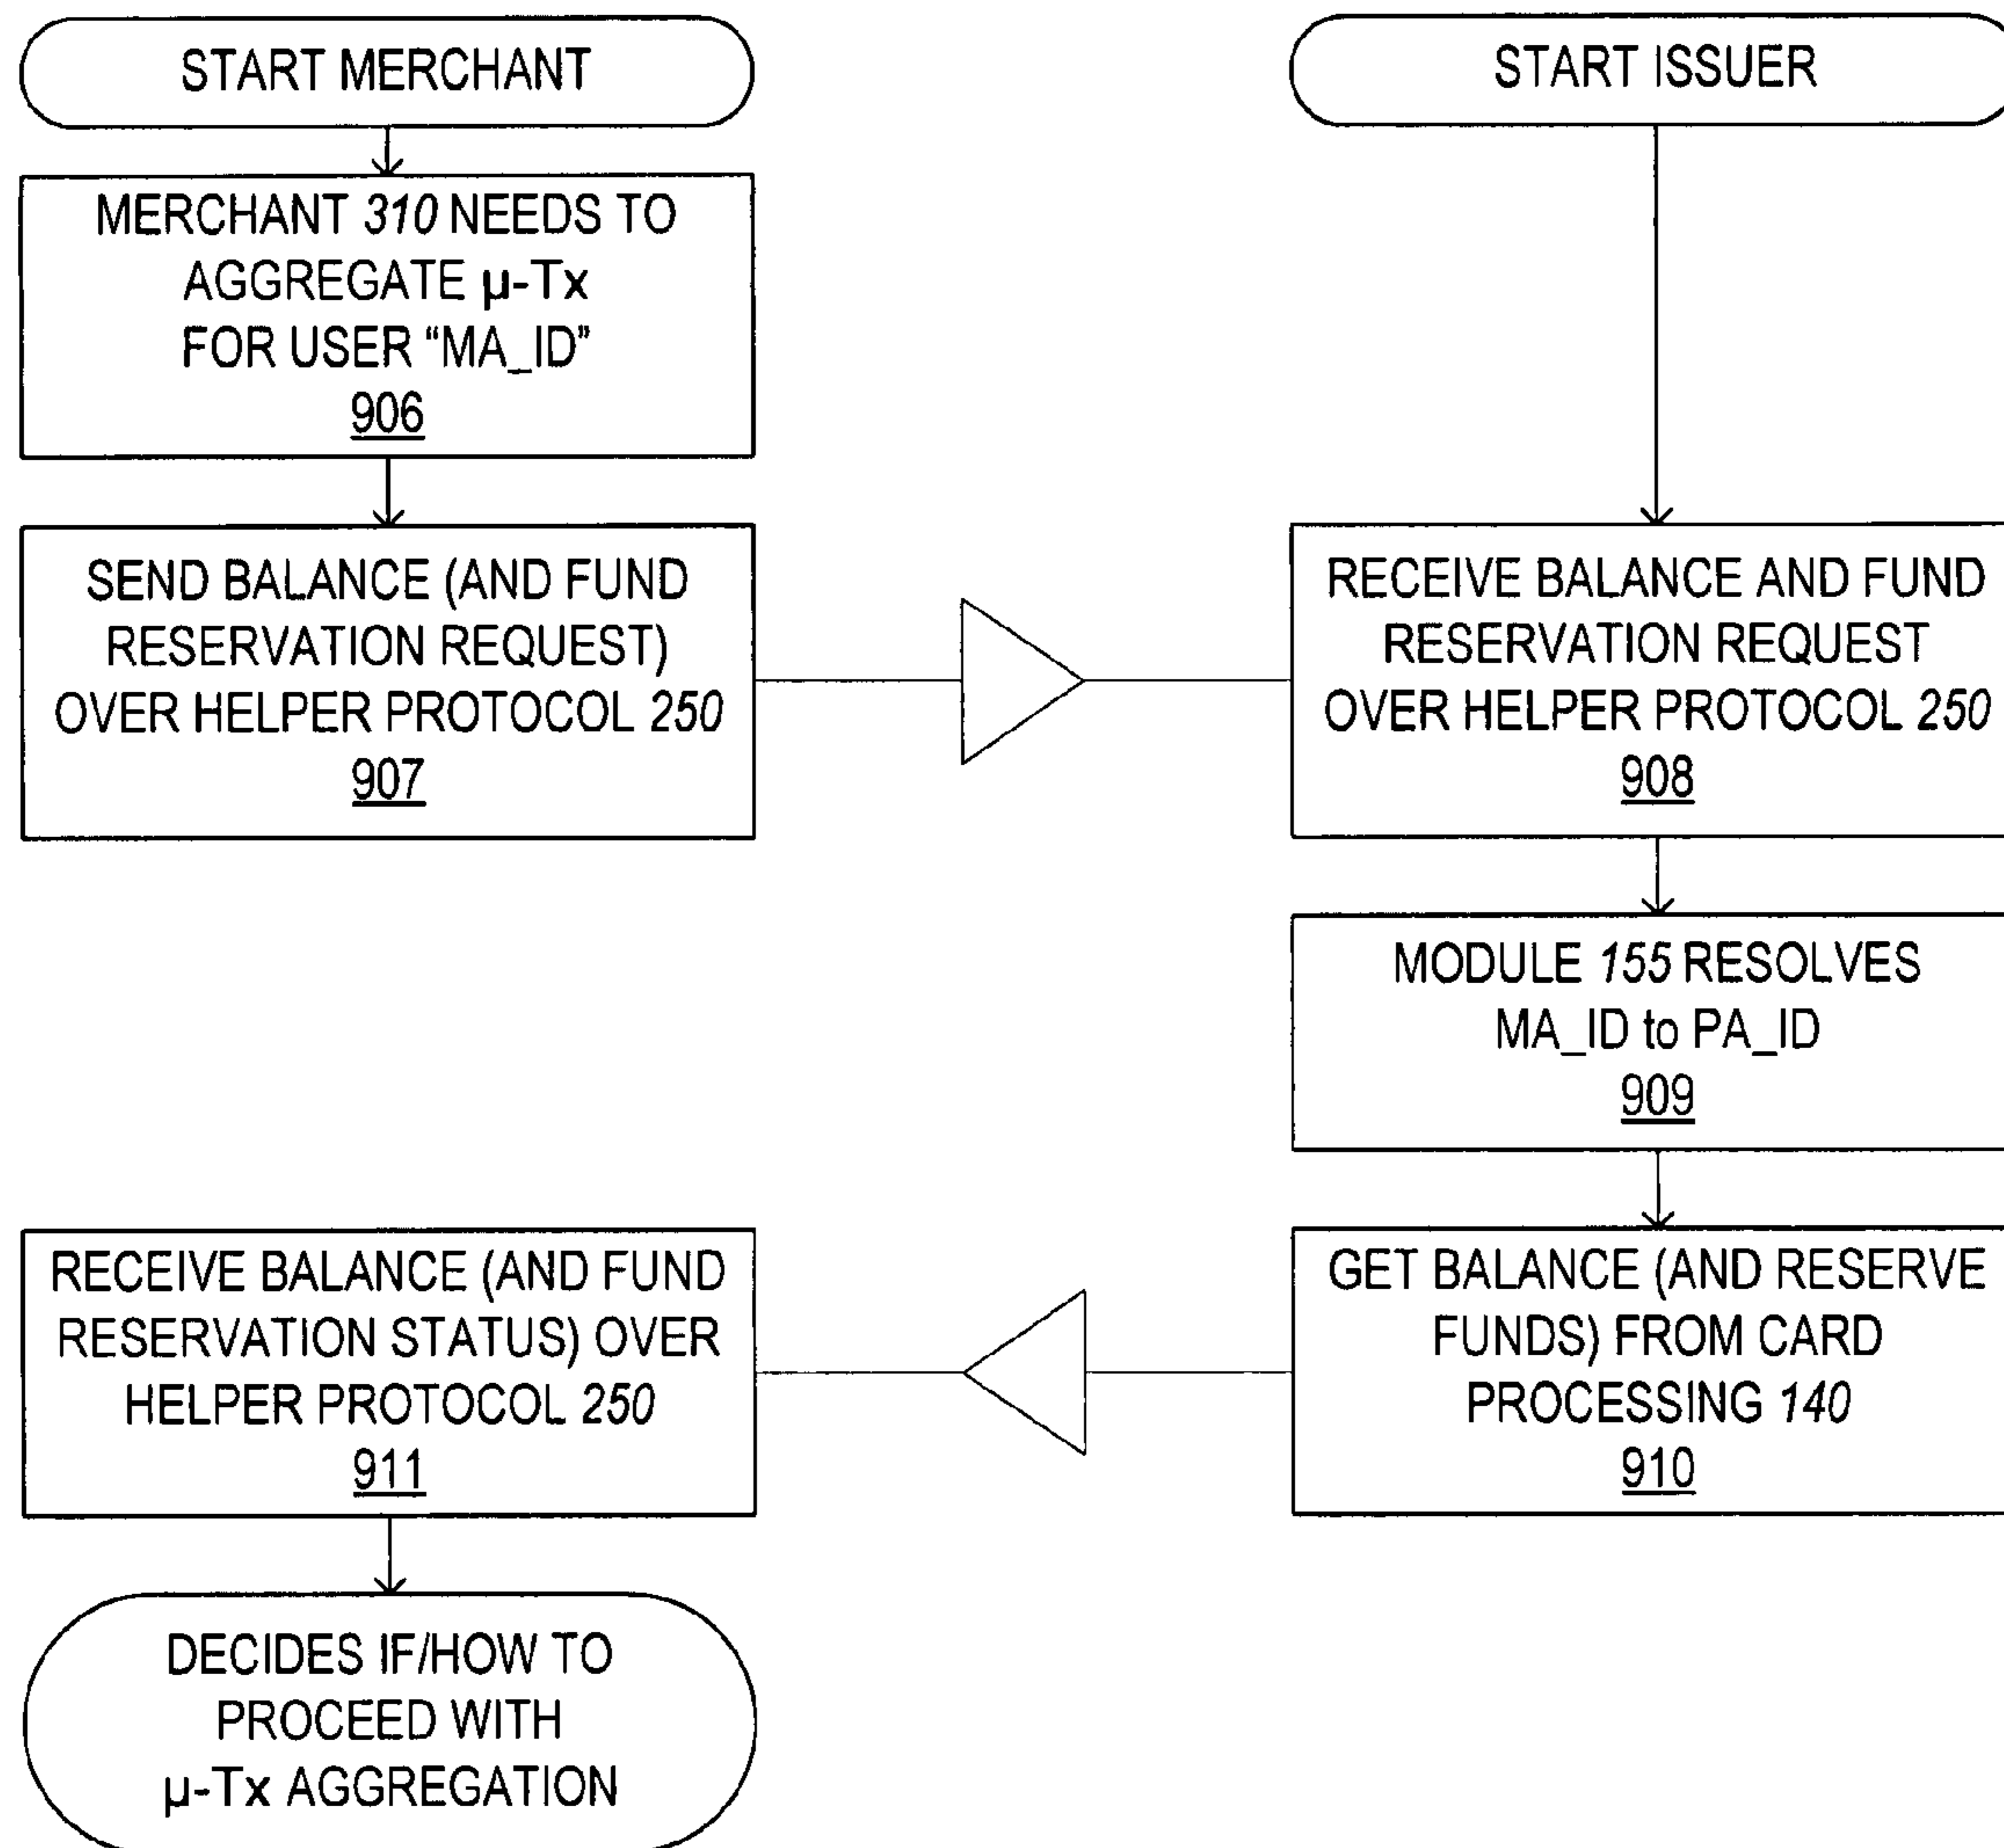 START MERCHANT
START ISSUER
MERCHANT 310 NEEDS TO
AGGREGATE μ-Tx
FOR USER “MA_ID”
906
SEND BALANCE (AND FUND
RESERVATION REQUEST)
OVER HELPER PROTOCOL 250
907
RECEIVE BALANCE AND FUND
RESERVATION REQUEST
OVER HELPER PROTOCOL 250
908
MODULE 155 RESOLVES
MA_ID to PA_ID
909
GET BALANCE (AND RESERVE
FUNDS) FROM CARD
PROCESSING 140
910
RECEIVE BALANCE (AND FUND
RESERVATION STATUS) OVER
HELPER PROTOCOL 250
911
DECIDES IF/HOW TO
PROCEED WITH
μ-Tx AGGREGATION